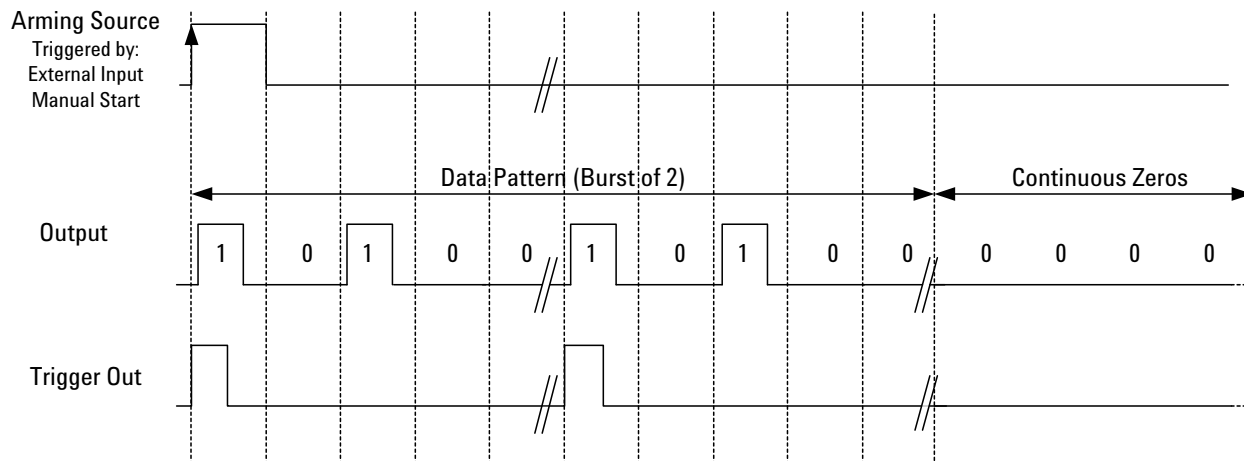 Arming Source
Triggered by:
External Input
Manual Start
Data Pattern (Burst of 2)
Continuous Zeros
Output
1 0 1 0 0 1 0 1 0 0 0 0 0 0
Trigger Out